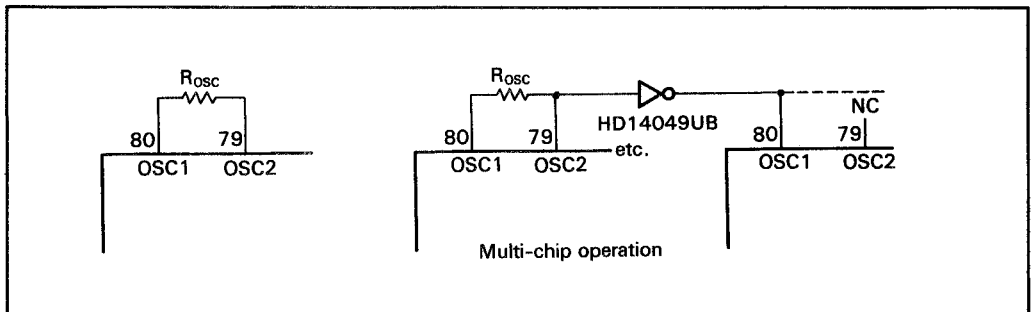 Rosc
80 79
OSC1 OSC2
Rosc
80 79
OSC1 OSC2
etc.
HD14049UB
NC
80 79
OSC1 OSC2
Multi-chip operation